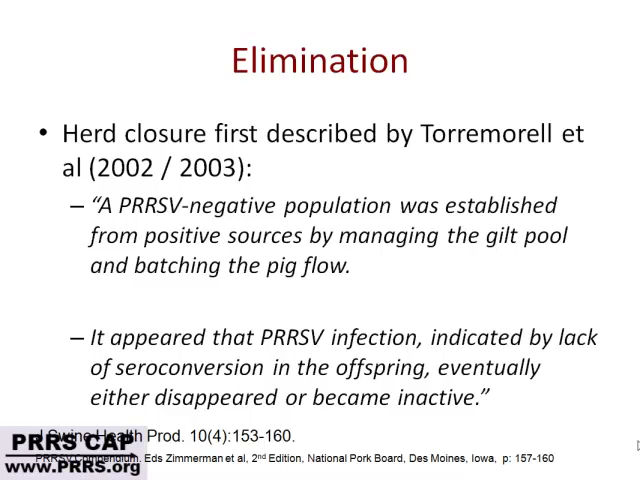 Elimination
• Herd closure first described by Torremorell et
al (2002 / 2003):
– “A PRRSV-negative population was established
from positive sources by managing the gilt pool
and batching the pig flow.
– It appeared that PRRSV infection, indicated by lack
of seroconversion in the offspring, eventually
either disappeared or became inactive.”
J Swine Health Prod. 10(4):153-160.
PRRS CAP
PRRSV Compendium. Eds Zimmerman et al, 2nd Edition, National Pork Board, Des Moines, Iowa, p: 157-160
www.PRRS.org